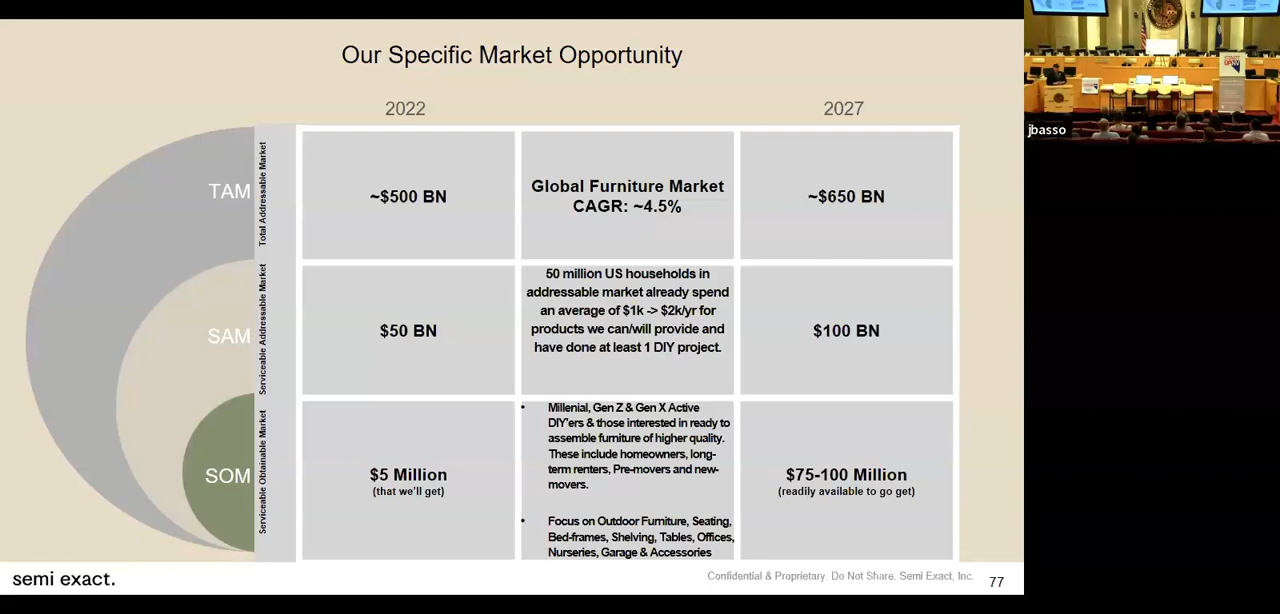 Our Specific Market Opportunity
2022
2027
TAM
Total Addressable Market
~$500 BN
Global Furniture Market
CAGR: ~4.5%
~$650 BN
SAM
Serviceable Addressable Market
$50 BN
50 million US households in
addressable market already spend
an average of $1k -> $2k/yr for
products we can/will provide and
have done at least 1 DIY project.
$100 BN
SOM
Serviceable Obtainable Market
$5 Million
(that we'll get)
• Millenial, Gen Z & Gen X Active
DIY'ers & those interested in ready to
assemble furniture of higher quality.
These include homeowners, long-
term renters, Pre-movers and new-
movers.
• Focus on Outdoor Furniture, Seating,
Bed-frames, Shelving, Tables, Offices,
Nurseries, Garage & Accessories
$75-100 Million
(readily available to go get)
semi exact.
Confidential & Proprietary. Do Not Share. Semi Exact, Inc.
77
jbasso